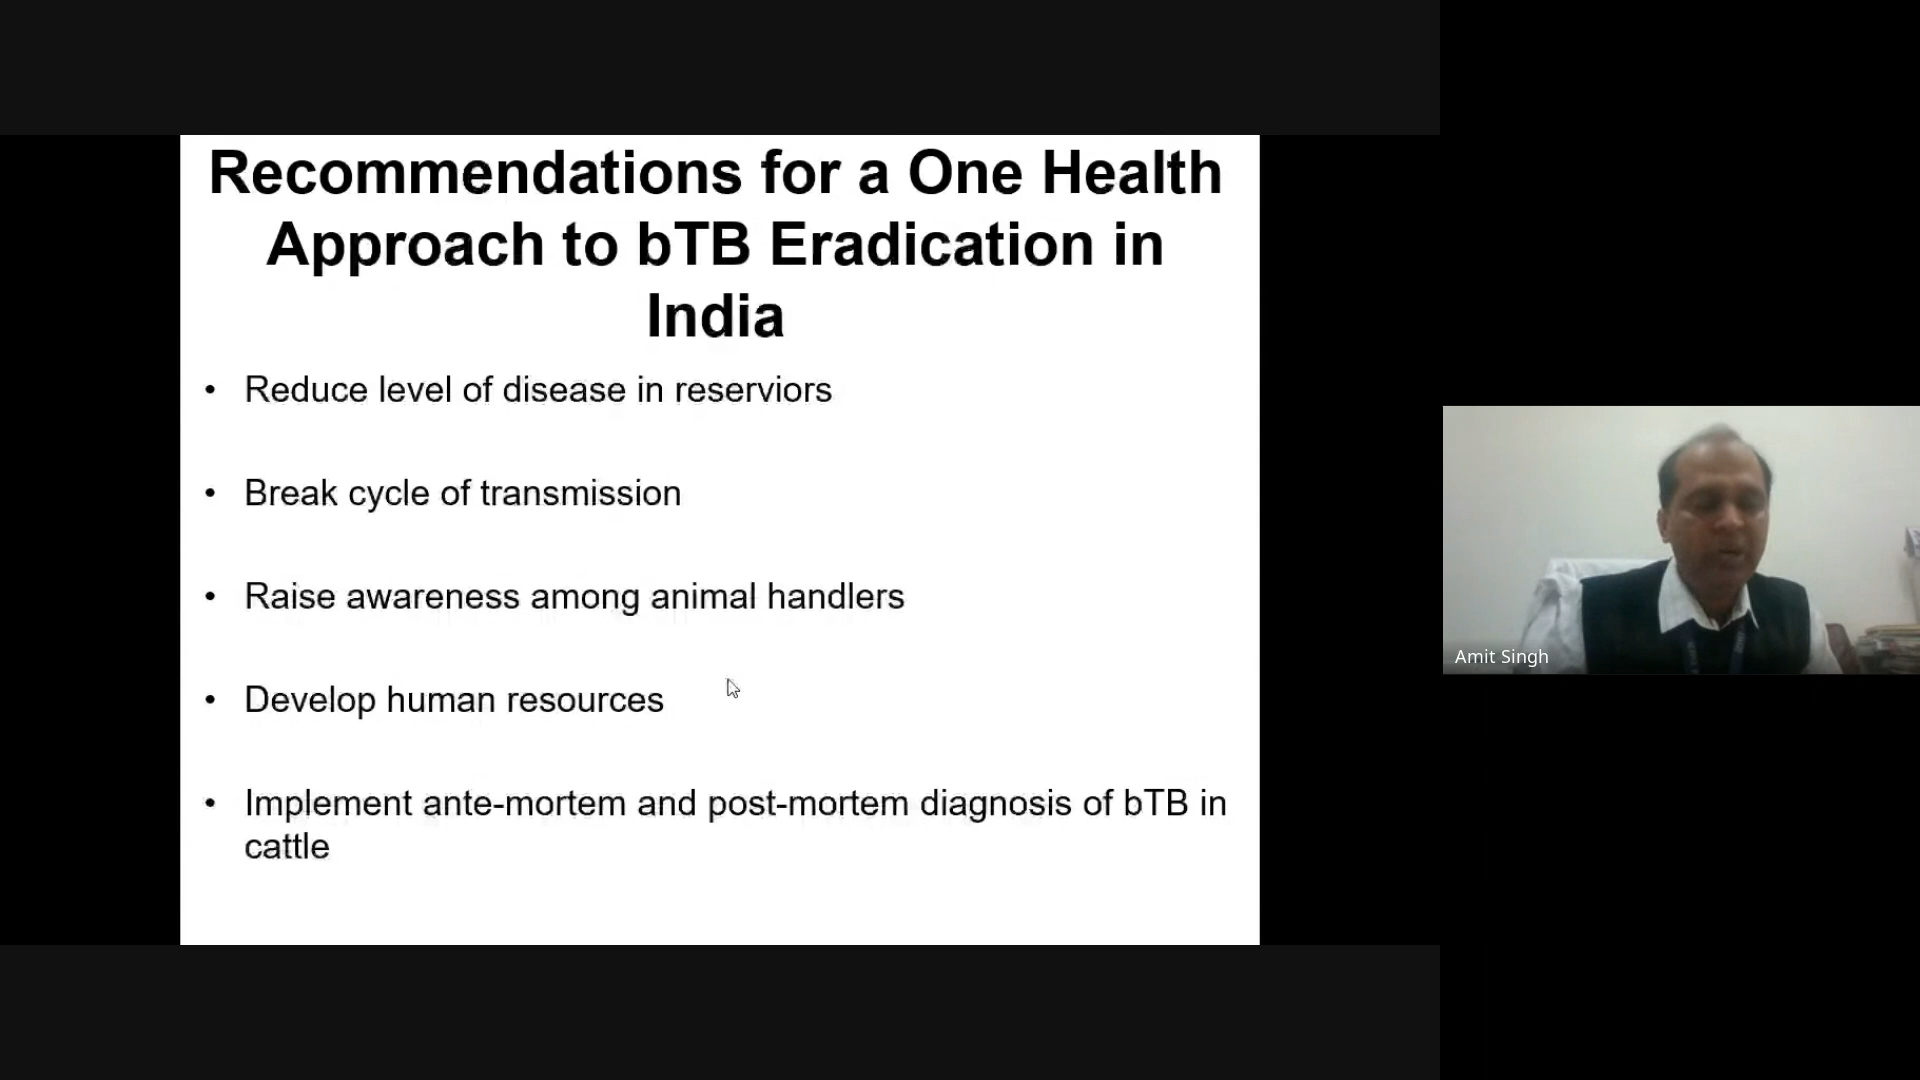 Recommendations for a One Health
Approach to bTB Eradication in
India
• Reduce level of disease in reserviors
• Break cycle of transmission
• Raise awareness among animal handlers
• Develop human resources
• Implement ante-mortem and post-mortem diagnosis of bTB in
cattle
Amit Singh